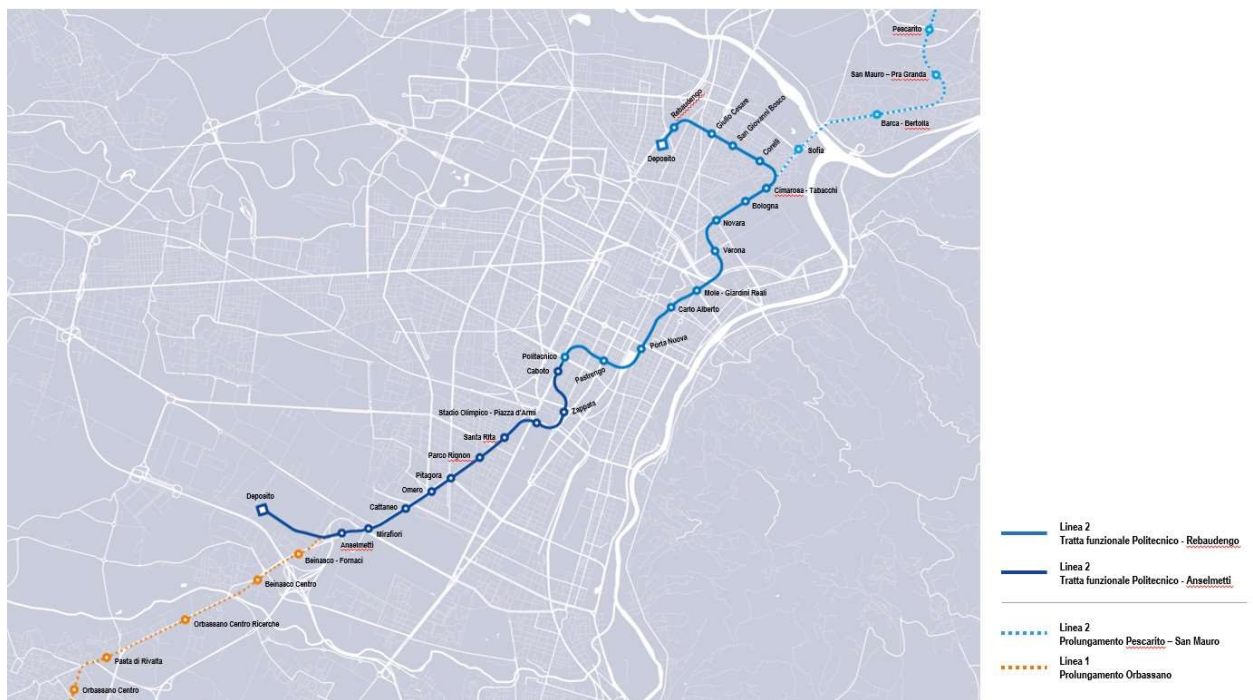 Pescarito
San Mauro – Pra Granda
Barca - Bertolla
Sofia
Rebaudengo
Giulio Cesare
San Giovanni Bosco
Corelli
Deposito
Cimarosa - Tabacchi
Bologna
Novara
Verona
Mole - Giardini Reali
Carlo Alberto
Porta Nuova
Politecnico
Pastrengo
Caboto
Zappata
Stadio Olimpico - Piazza d'Armi
Santa Rita
Parco Rignon
Pitagora
Omero
Cattaneo
Mirafiori
Anselmetti
Deposito
Beinasco - Fornaci
Beinasco Centro
Orbassano Centro Ricerche
Pasta di Rivalta
Orbassano Centro
Linea 2
Tratta funzionale Politecnico - Rebaudengo
Linea 2
Tratta funzionale Politecnico - Anselmetti
Linea 2
Prolungamento Pescarito – San Mauro
Linea 1
Prolungamento Orbassano